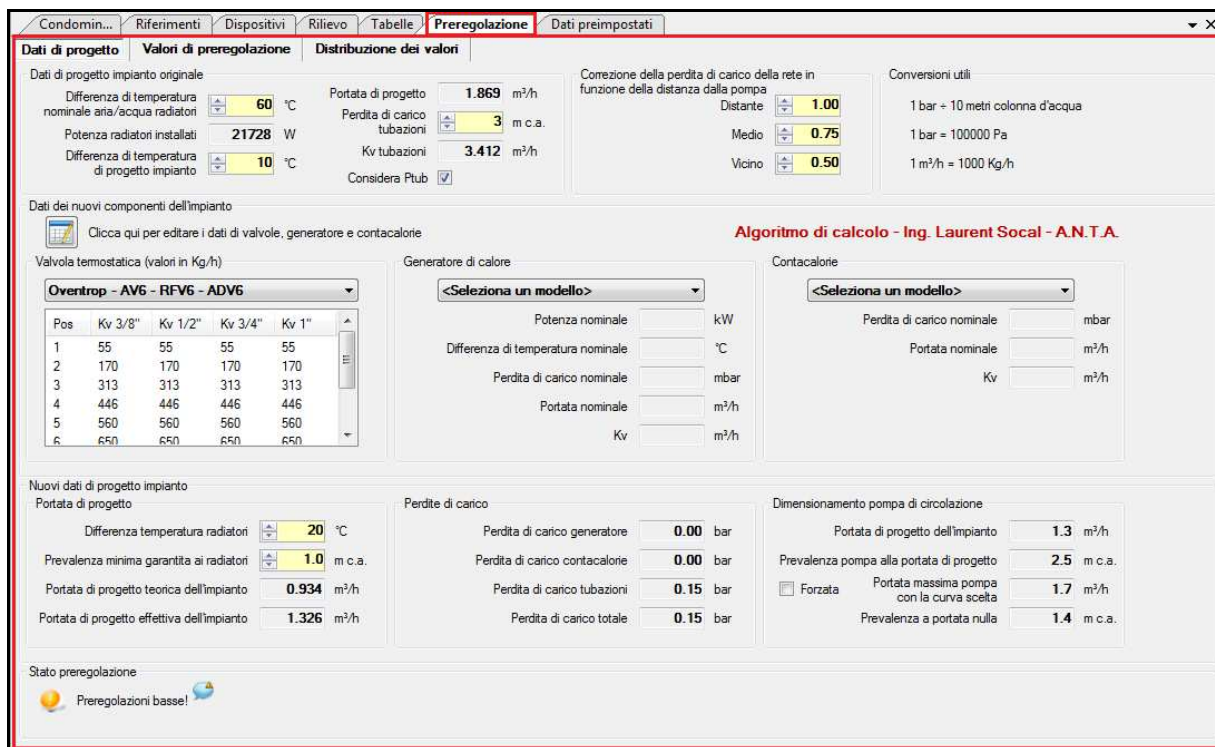 Condomin... Riferimenti Dispositivi Rilievo Tabelle Preregolazione Dati preimpostati
Dati di progetto Valori di preregolazione Distribuzione dei valori
Dati di progetto impianto originale
Differenza di temperatura
nominale aria/acqua radiatori 60 °C
Potenza radiatori installati 21728 W
Differenza di temperatura
di progetto impianto 10 °C
Portata di progetto 1.869 m³/h
Perdita di carico
tubazioni 3 m c.a.
Kv tubazioni 3.412 m³/h
Considera Ptub
Correzione della perdita di carico della rete in
funzione della distanza dalla pompa
Distante 1.00
Medio 0.75
Vicino 0.50
Conversioni utili
1 bar ÷ 10 metri colonna d'acqua
1 bar = 100000 Pa
1 m³/h = 1000 Kg/h
Dati dei nuovi componenti dell'impianto
Clicca qui per editare i dati di valvole, generatore e contacalorie
Algoritmo di calcolo - Ing. Laurent Socal - A.N.T.A.
Valvola termostatica (valori in Kg/h)
Oventrop - AV6 - RFV6 - ADV6
Pos Kv 3/8" Kv 1/2" Kv 3/4" Kv 1"
1 55 55 55 55
2 170 170 170 170
3 313 313 313 313
4 446 446 446 446
5 560 560 560 560
6 650 650 650 650
Generatore di calore
<Seleziona un modello>
Potenza nominale kW
Differenza di temperatura nominale °C
Perdita di carico nominale mbar
Portata nominale m³/h
Kv m³/h
Contacalorie
<Seleziona un modello>
Perdita di carico nominale mbar
Portata nominale m³/h
Kv m³/h
Nuovi dati di progetto impianto
Portata di progetto
Differenza temperatura radiatori 20 °C
Prevalenza minima garantita ai radiatori 1.0 m c.a.
Portata di progetto teorica dell'impianto 0.934 m³/h
Portata di progetto effettiva dell'impianto 1.326 m³/h
Perdite di carico
Perdita di carico generatore 0.00 bar
Perdita di carico contacalorie 0.00 bar
Perdita di carico tubazioni 0.15 bar
Perdita di carico totale 0.15 bar
Dimensionamento pompa di circolazione
Portata di progetto dell'impianto 1.3 m³/h
Prevalenza pompa alla portata di progetto 2.5 m c.a.
Forzata Portata massima pompa
con la curva scelta 1.7 m³/h
Prevalenza a portata nulla 1.4 m c.a.
Stato preregolazione
Preregolazioni basse!